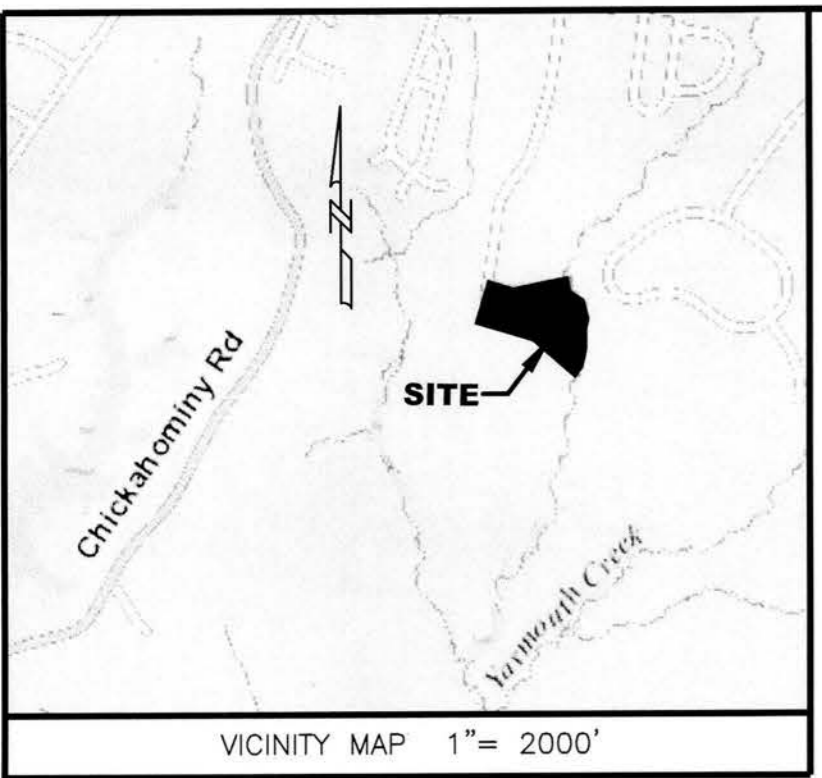 N
Chickahominy Rd
SITE
Yarmouth Creek
VICINITY MAP 1"= 2000'